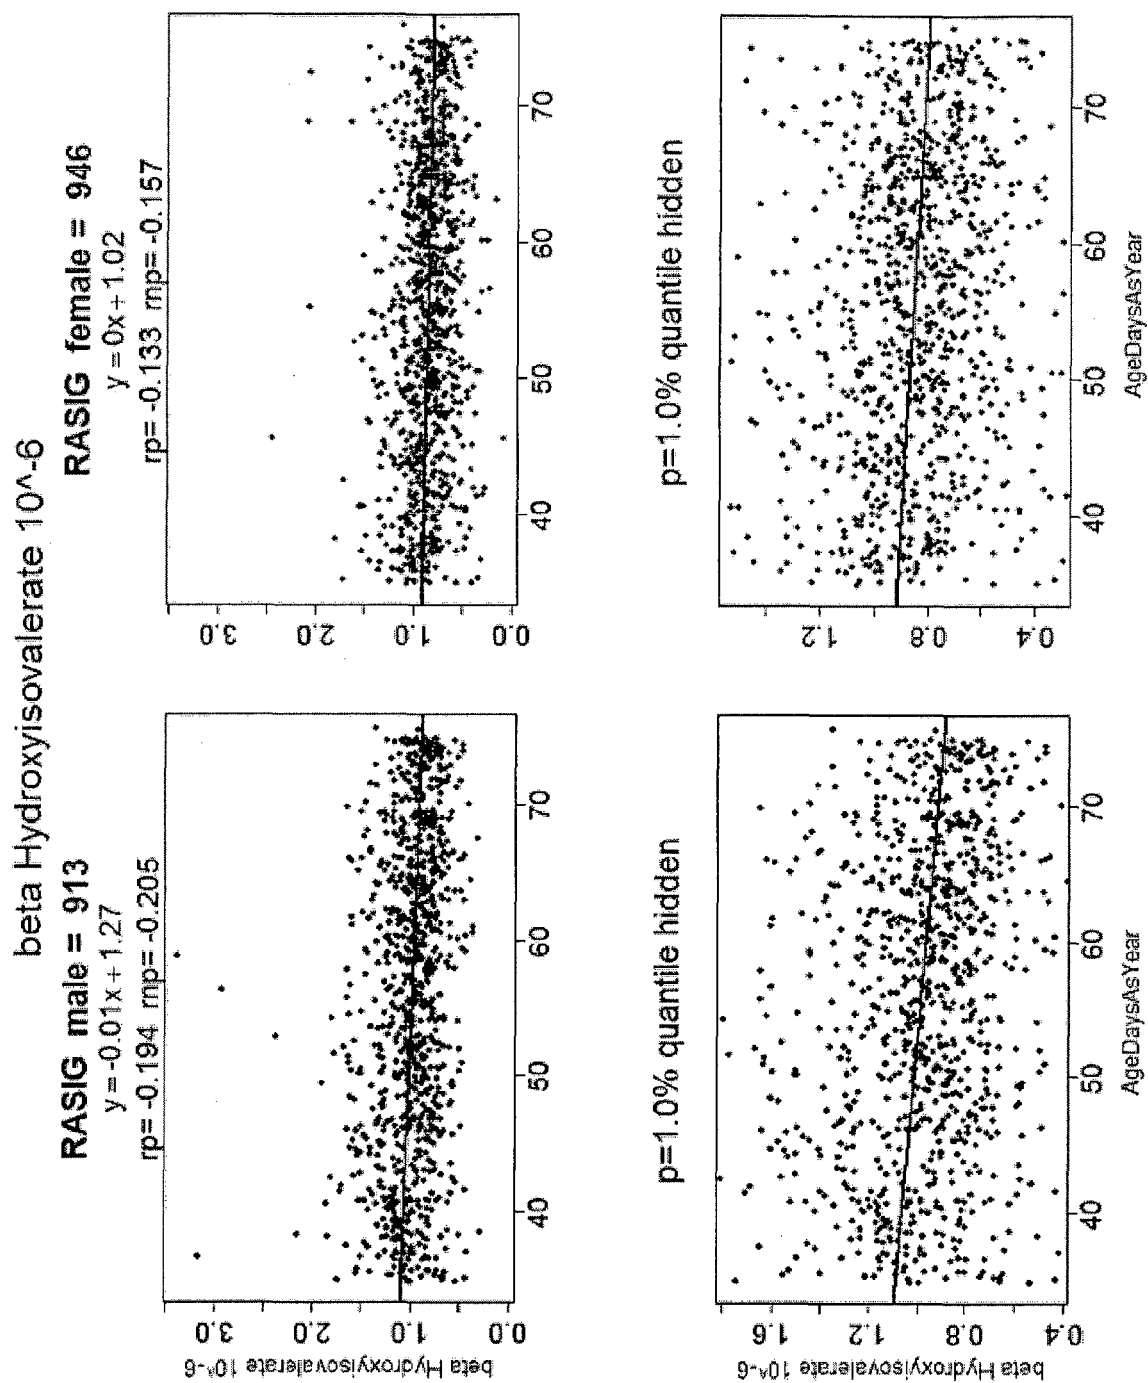 beta Hydroxyisovalerate 10^-6
RASIG male = 913
y = -0.01x + 1.27
rp= -0.194 rnp= -0.205
beta Hydroxyisovalerate 10^-6
0.0 1.0 2.0 3.0
40 50 60 70
RASIG female = 946
y = 0x + 1.02
rp= -0.133 rnp= -0.157
0.0 1.0 2.0 3.0
40 50 60 70
p=1.0% quantile hidden
beta Hydroxyisovalerate 10^-6
0.4 0.8 1.2 1.6
40 50 60 70
AgeDaysAsYear
p=1.0% quantile hidden
0.4 0.8 1.2
40 50 60 70
AgeDaysAsYear